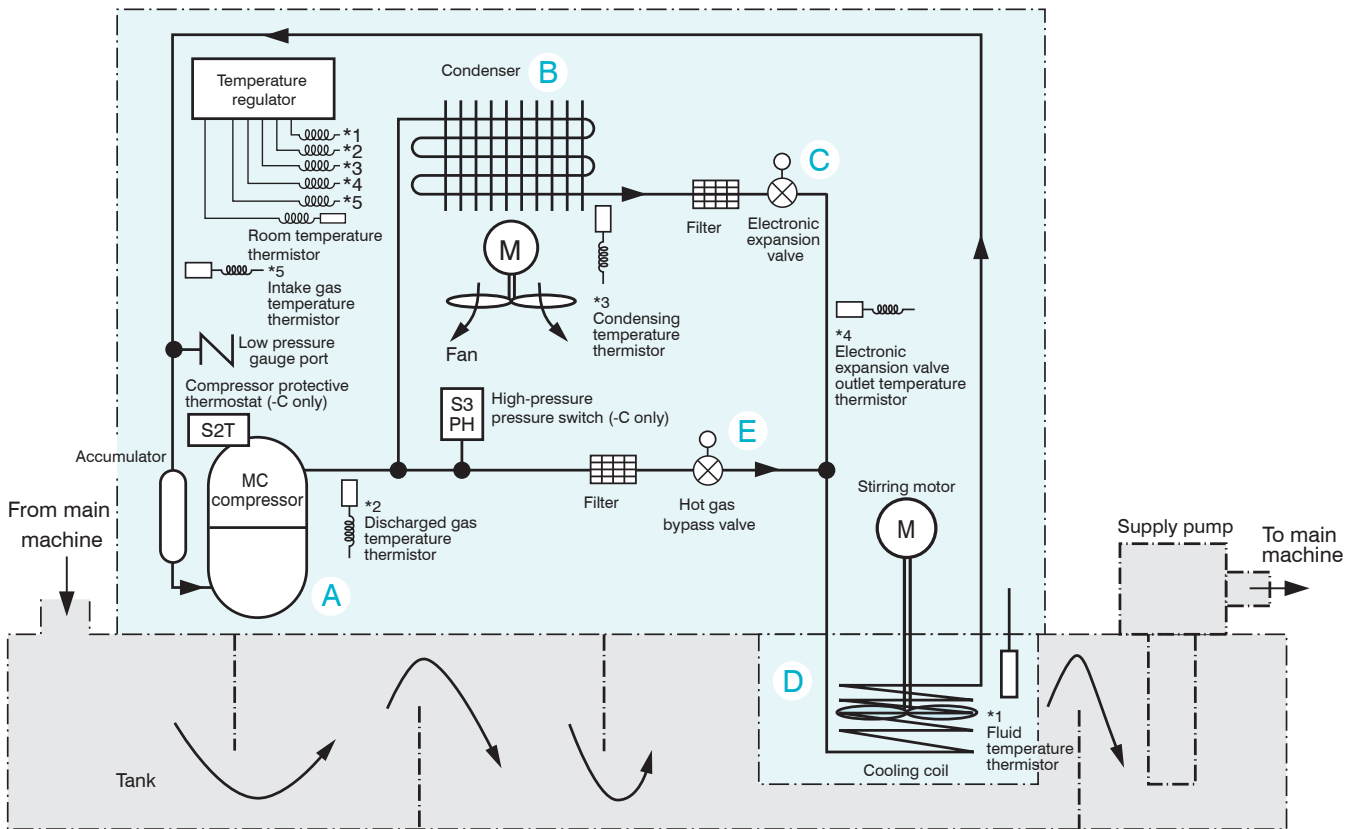 Temperature
regulator
*1
*2
*3
*4
*5
Room temperature
thermistor
*5
Intake gas
temperature
thermistor
Low pressure
gauge port
Compressor protective
thermostat (-C only)
S2T
Accumulator
MC
compressor
A
Condenser
B
M
Fan
*3
Condensing
temperature
thermistor
Filter
C
Electronic
expansion
valve
*4
Electronic
expansion valve
outlet temperature
thermistor
S3
PH
High-pressure
pressure switch (-C only)
*2
Discharged gas
temperature
thermistor
Filter
E
Hot gas
bypass valve
Stirring motor
M
D
*1
Fluid
temperature
thermistor
Cooling coil
From main
machine
Tank
Supply pump
To main
machine